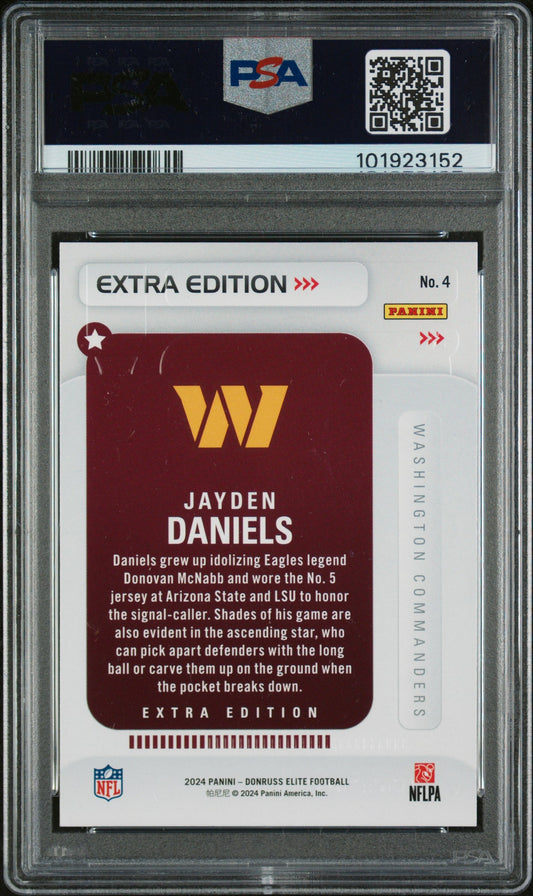 PSA
101923152
EXTRA EDITION >>>
No. 4
PANINI
>>>
W
JAYDEN
DANIELS
Daniels grew up idolizing Eagles legend
Donovan McNabb and wore the No. 5
jersey at Arizona State and LSU to honor
the signal-caller. Shades of his game are
also evident in the ascending star, who
can pick apart defenders with the long
ball or carve them up on the ground when
the pocket breaks down.
EXTRA EDITION
WASHINGTON COMMANDERS
NFL
2024 PANINI – DONRUSS ELITE FOOTBALL
帕尼尼 © 2024 Panini America, Inc.
NFLPA
PSA